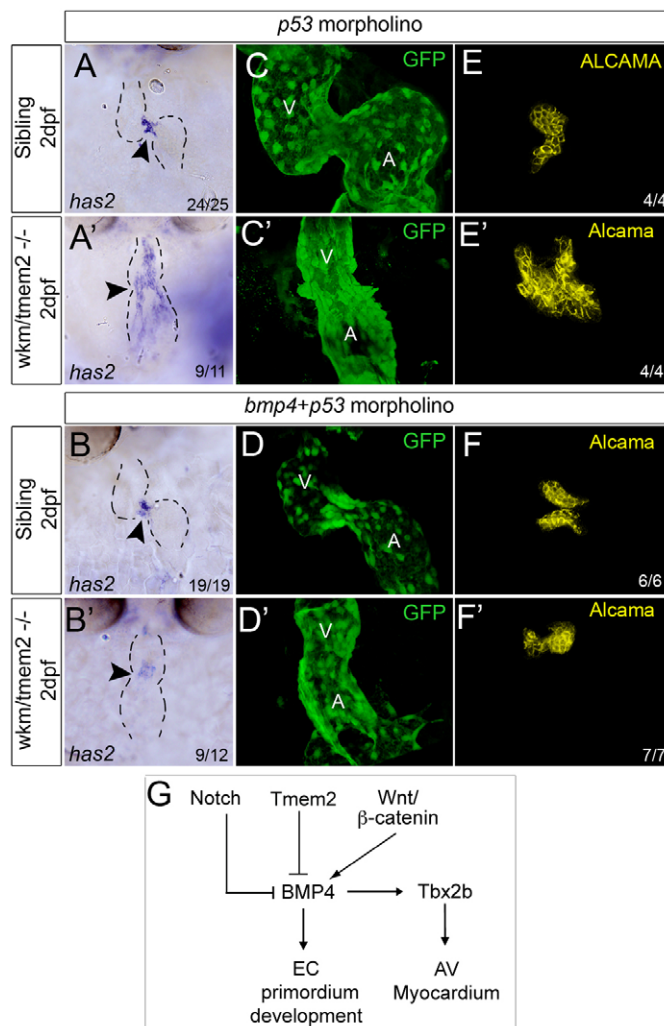 p53 morpholino
Sibling
2dpf
A
has2
24/25
C
GFP
V
A
E
ALCAMA
4/4
wkm/tmem2 -/-
2dpf
A'
has2
9/11
C'
GFP
V
A
E'
Alcama
4/4
bmp4+p53 morpholino
Sibling
2dpf
B
has2
19/19
D
GFP
V
A
F
Alcama
6/6
wkm/tmem2 -/-
2dpf
B'
has2
9/12
D'
GFP
V
A
F'
Alcama
7/7
G
Notch
Tmem2
Wnt/
β-catenin
BMP4
Tbx2b
EC
primordium
development
AV
Myocardium